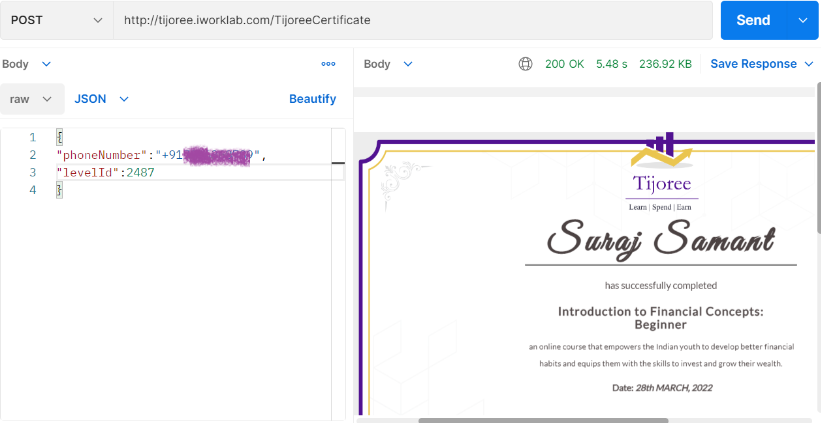 POST http://tijoree.iworklab.com/TijoreeCertificate Send
Body ooo Body 200 OK 5.48 s 236.92 KB Save Response
raw JSON Beautify
1 {
2 "phoneNumber":"+91 9",
3 "levelId":2487
4 }
Tijoree
Learn | Spend | Earn
Suraj Samant
has successfully completed
Introduction to Financial Concepts:
Beginner
an online course that empowers the Indian youth to develop better financial
habits and equips them with the skills to invest and grow their wealth.
Date: 28th MARCH, 2022